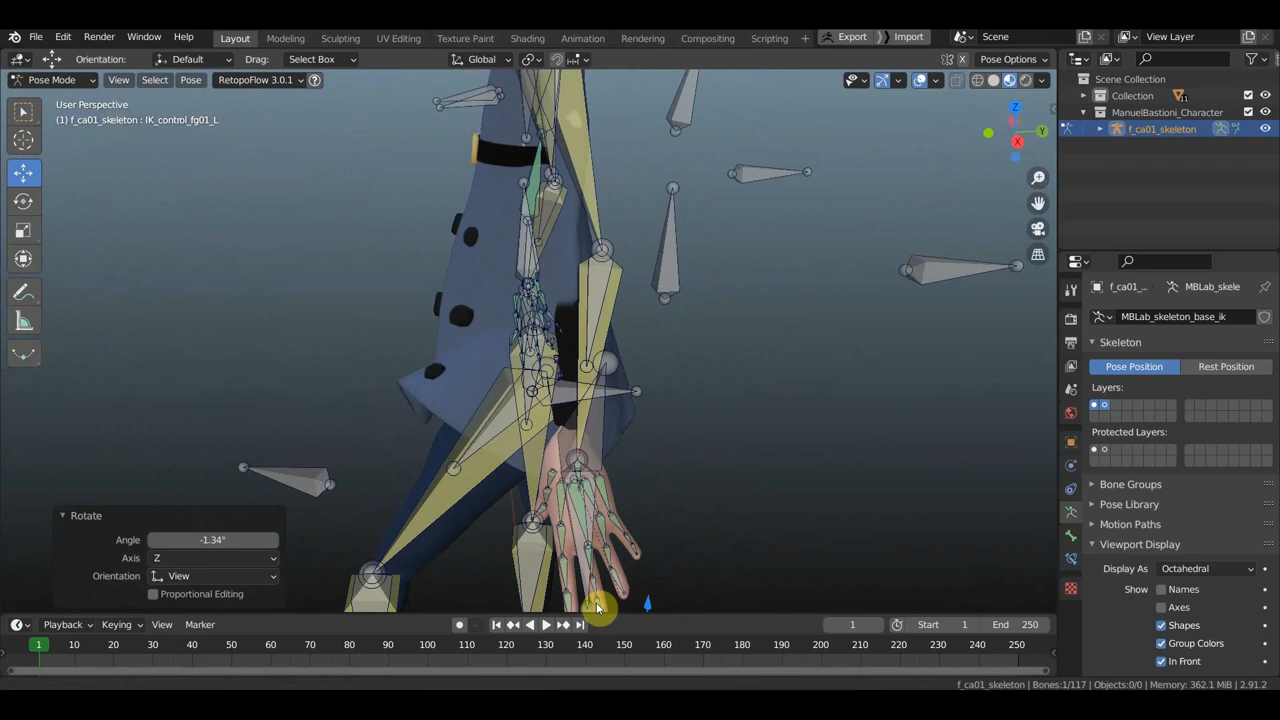 File Edit Render Window Help Layout Modeling Sculpting UV Editing Texture Paint Shading Animation Rendering Compositing Scripting + Export Import Scene View Layer
Orientation: Default Drag: Select Box Global Pose Options
Pose Mode View Select Pose RetopoFlow 3.0.1
Scene Collection
Collection 11
ManuelBastioni_Character
f_ca01_skeleton
User Perspective
(1) f_ca01_skeleton : IK_control_fg01_L
Z
Y
X
f_ca01_... MBLab_skele
MBLab_skeleton_base_ik
Skeleton
Pose Position Rest Position
Layers:
Protected Layers:
Bone Groups
Pose Library
Motion Paths
Viewport Display
Display As Octahedral
Show Names
Axes
Shapes
Group Colors
In Front
Rotate
Angle -1.34°
Axis Z
Orientation View
Proportional Editing
Playback Keying View Marker 1 Start 1 End 250
1 10 20 30 40 50 60 70 80 90 100 110 120 130 140 150 160 170 180 190 200 210 220 230 240 250
f_ca01_skeleton | Bones:1/117 | Objects:0/0 | Memory: 362.1 MiB | 2.91.2